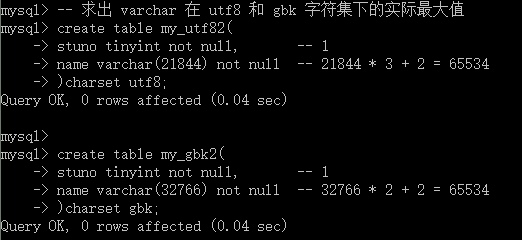 mysql> -- 求出 varchar 在 utf8 和 gbk 字符集下的实际最大值
mysql> create table my_utf82(
    -> stuno tinyint not null,       -- 1
    -> name varchar(21844) not null  -- 21844 * 3 + 2 = 65534
    -> )charset utf8;
Query OK, 0 rows affected (0.04 sec)
mysql>
mysql> create table my_gbk2(
    -> stuno tinyint not null,       -- 1
    -> name varchar(32766) not null  -- 32766 * 2 + 2 = 65534
    -> )charset gbk;
Query OK, 0 rows affected (0.04 sec)